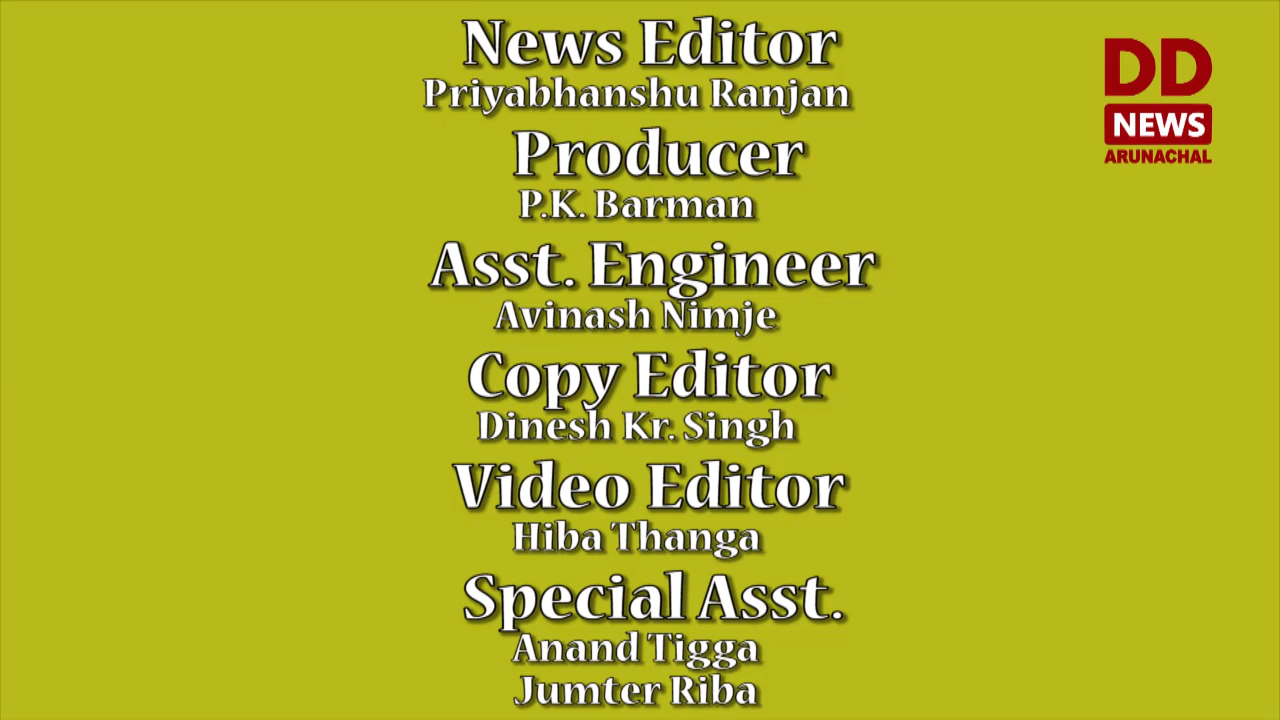 News Editor
Priyabhanshu Ranjan
Producer
P.K. Barman
Asst. Engineer
Avinash Nimje
Copy Editor
Dinesh Kr. Singh
Video Editor
Hiba Thanga
Special Asst.
Anand Tigga
Jumter Riba
DD
NEWS
ARUNACHAL